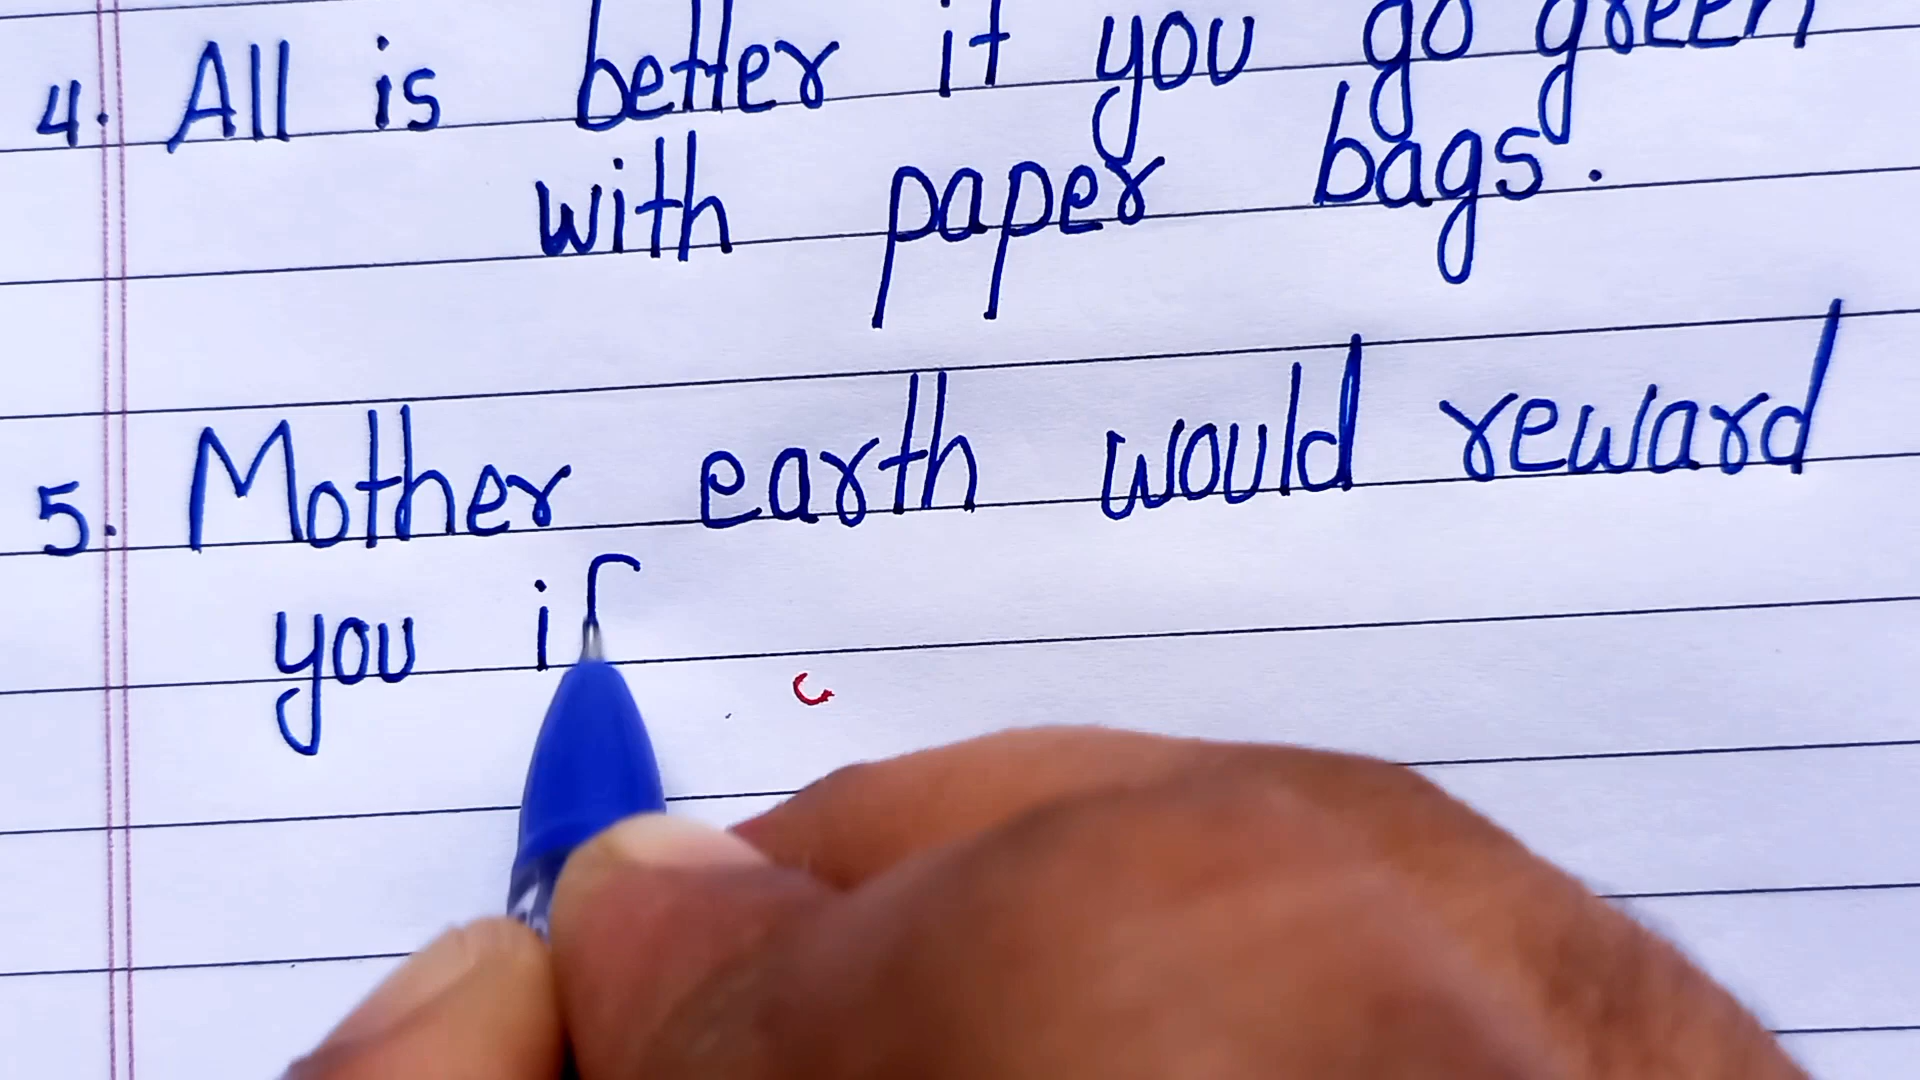 4. All is better if you go green
with paper bags.
5. Mother earth would reward
you if